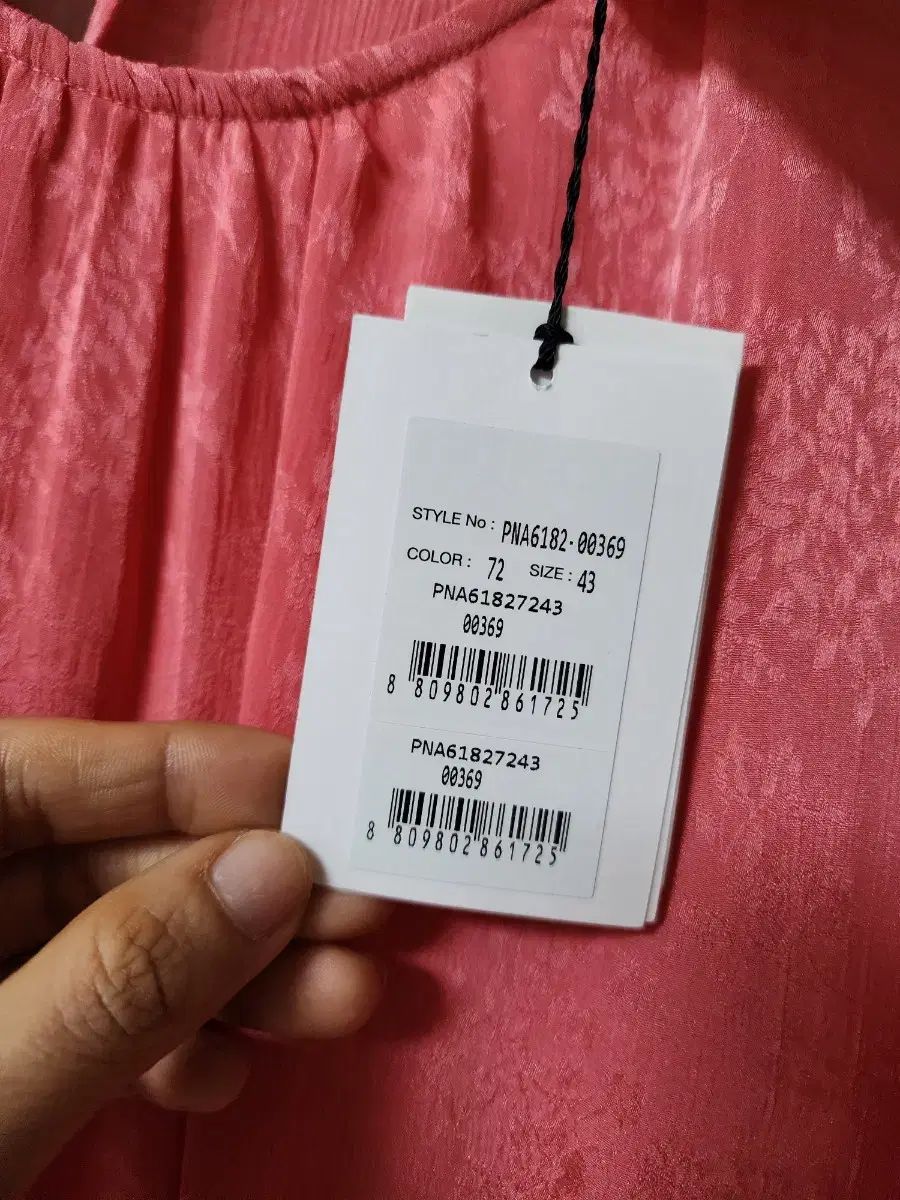 STYLE No : PNA6182-00369
COLOR : 72 SIZE : 43
PNA61827243
00369
8 809802 861725
PNA61827243
00369
8 809802 861725